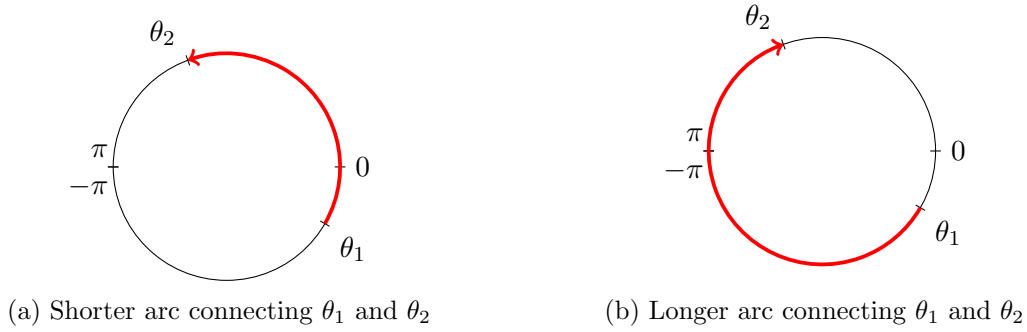 θ₂
π
−π
0
θ₁
(a) Shorter arc connecting θ₁ and θ₂
θ₂
π
−π
0
θ₁
(b) Longer arc connecting θ₁ and θ₂